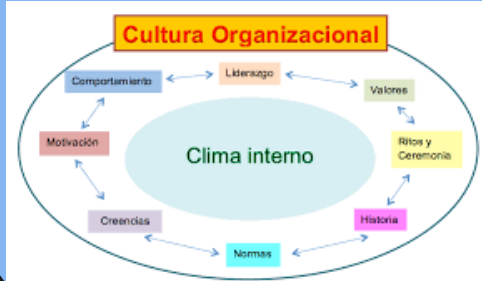 Cultura Organizacional
Liderazgo
Comportamiento
Valores
Motivación
Ritos y
Ceremonia
Clima interno
Creencias
Historia
Normas